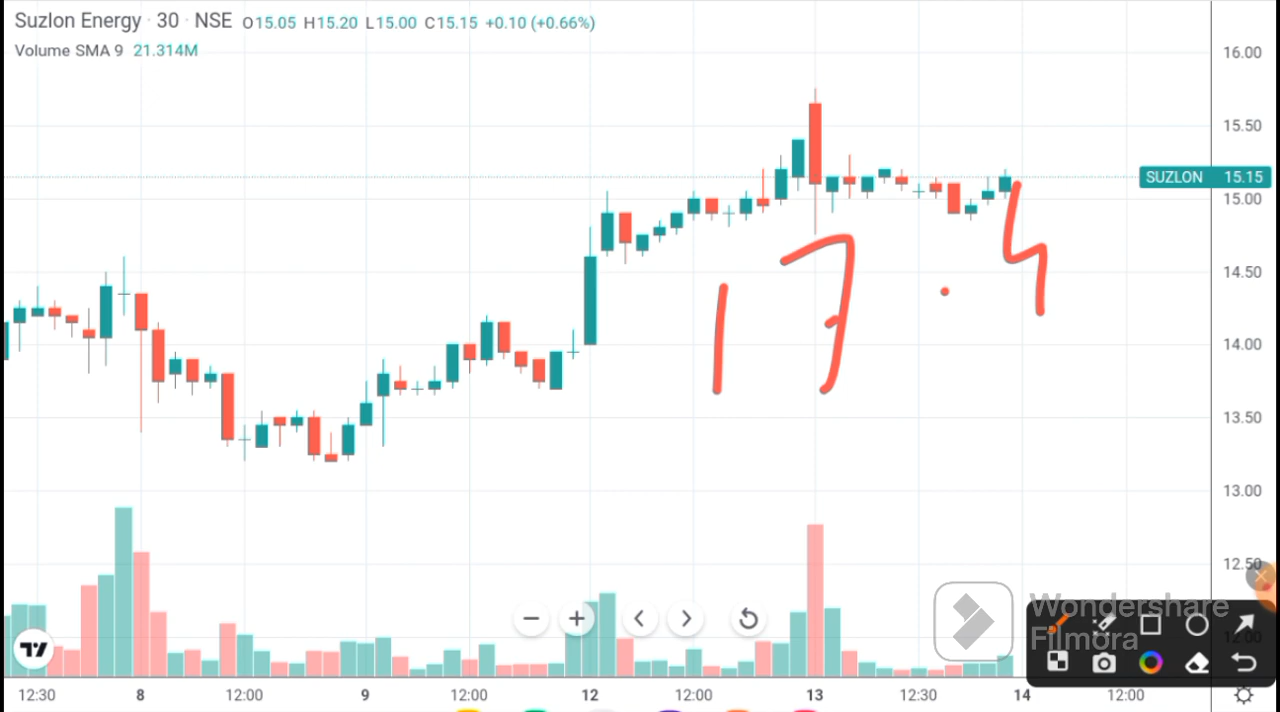 Suzlon Energy · 30 · NSE O15.05 H15.20 L15.00 C15.15 +0.10 (+0.66%)
Volume SMA 9 21.314M
16.00
15.50
SUZLON 15.15
15.00
14.50
14.00
13.50
13.00
12.50
12.00
17.4
Wondershare
Filmora
12:30 8 12:00 9 12:00 12 12:00 13 12:30 14 12:00